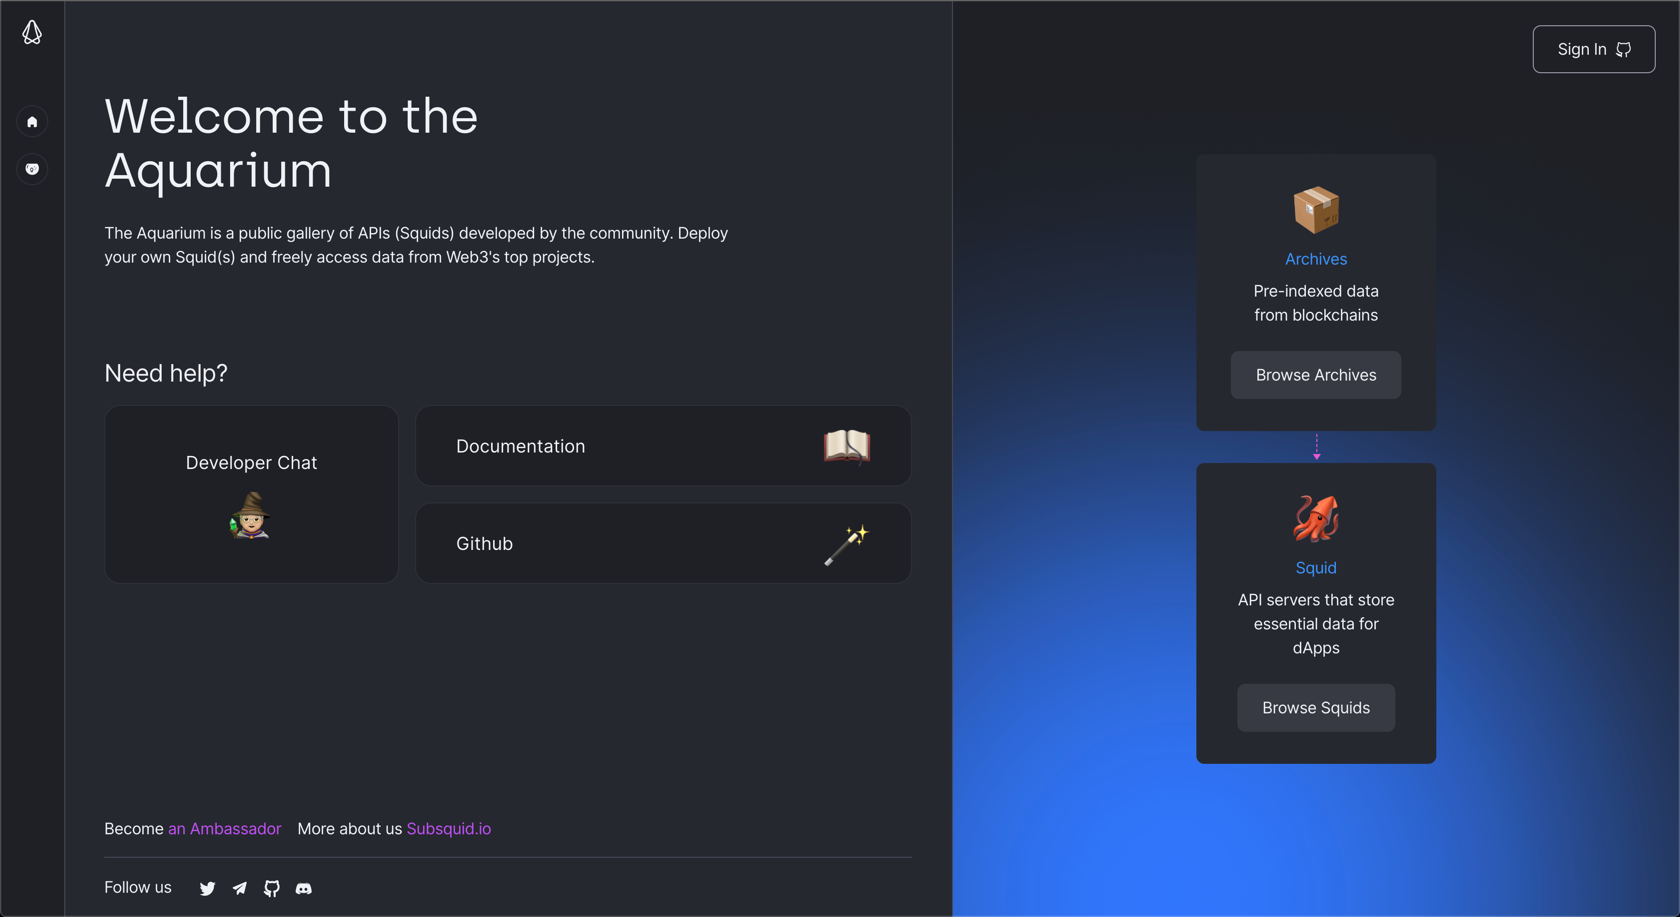 Sign In
Welcome to the
Aquarium
The Aquarium is a public gallery of APIs (Squids) developed by the community. Deploy
your own Squid(s) and freely access data from Web3's top projects.
Need help?
Developer Chat
Documentation
Github
Become an Ambassador More about us Subsquid.io
Follow us
Archives
Pre-indexed data
from blockchains
Browse Archives
Squid
API servers that store
essential data for
dApps
Browse Squids